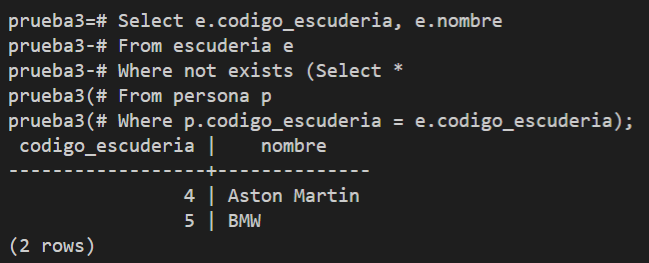 prueba3=# Select e.codigo_escuderia, e.nombre
prueba3-# From escuderia e
prueba3-# Where not exists (Select *
prueba3(# From persona p
prueba3(# Where p.codigo_escuderia = e.codigo_escuderia);
 codigo_escuderia |    nombre
------------------+--------------
                4 | Aston Martin
                5 | BMW
(2 rows)